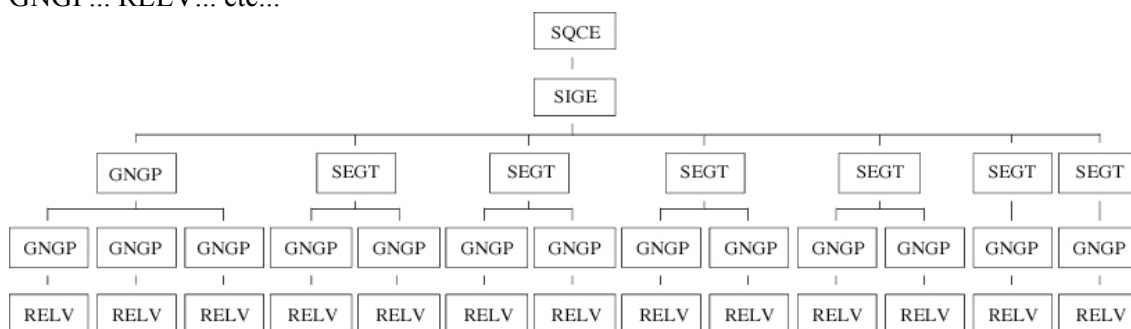 GNGP... RELV... etc...
SQCE
SIGE
GNGP SEGT SEGT SEGT SEGT SEGT SEGT
GNGP GNGP GNGP GNGP GNGP GNGP GNGP GNGP GNGP GNGP GNGP GNGP GNGP
RELV RELV RELV RELV RELV RELV RELV RELV RELV RELV RELV RELV RELV